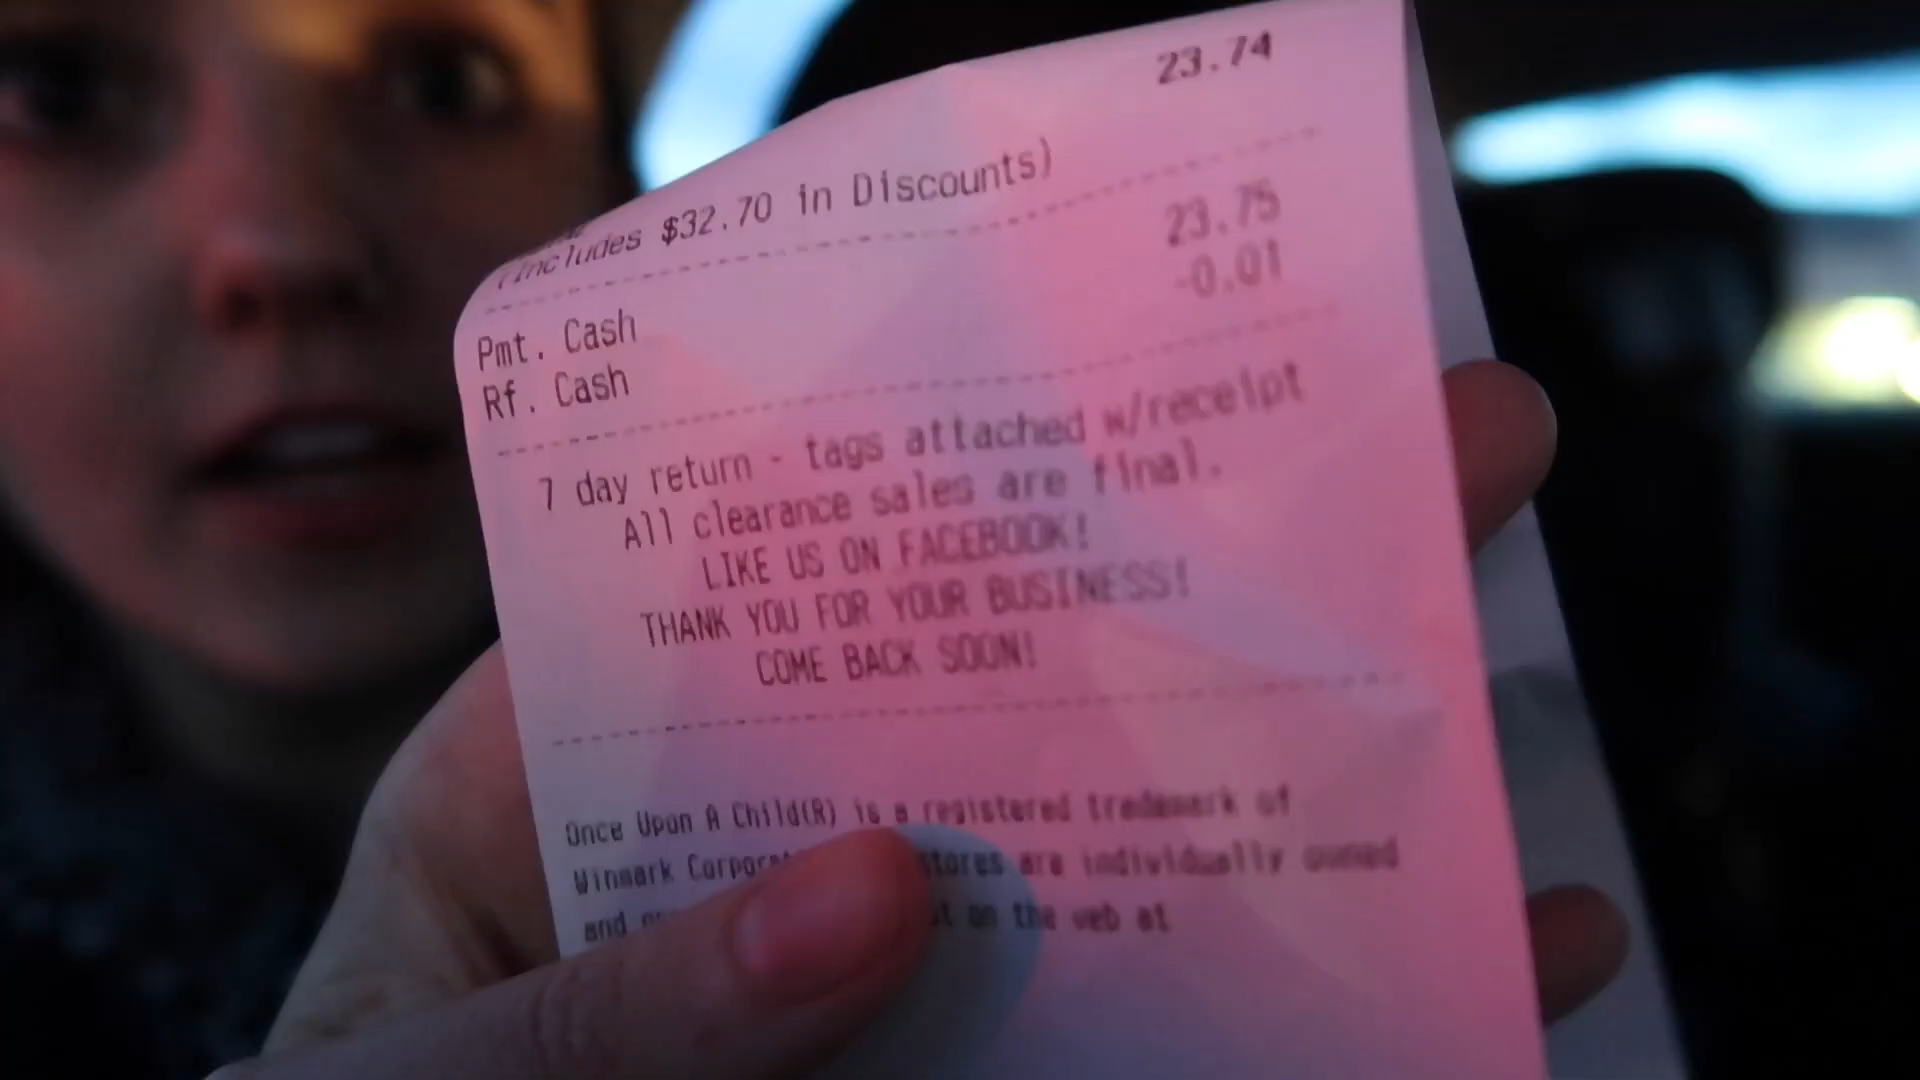 23.74
(Includes $32.70 in Discounts)
Pmt. Cash 23.75
Rf. Cash -0.01
7 day return - tags attached w/receipt
All clearance sales are final.
LIKE US ON FACEBOOK!
THANK YOU FOR YOUR BUSINESS!
COME BACK SOON!
Once Upon A Child(R) is a registered trademark of
Winmark stores are individually owned
and on the web at